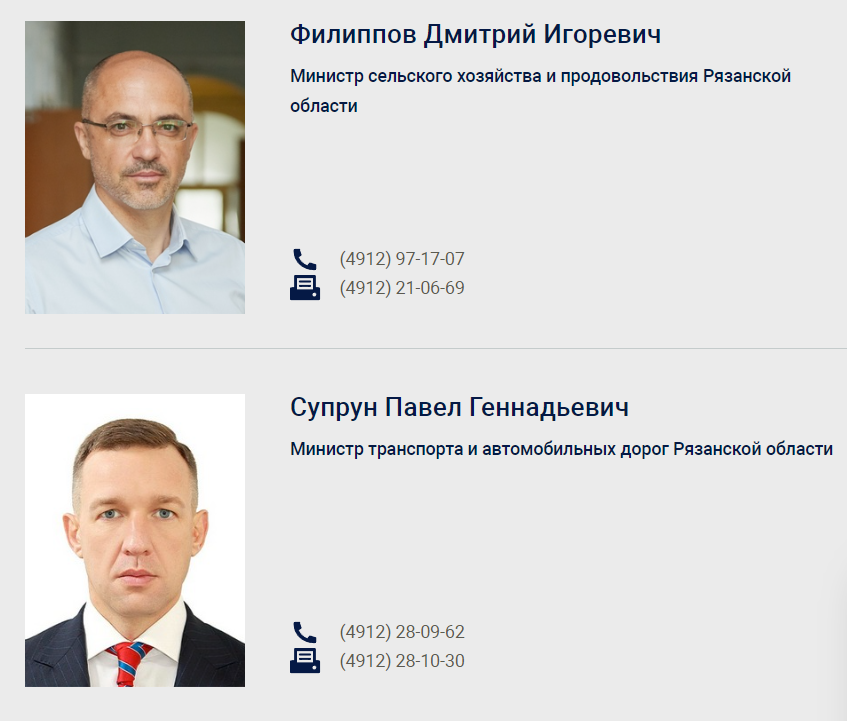 Филиппов Дмитрий Игоревич
Министр сельского хозяйства и продовольствия Рязанской
области
(4912) 97-17-07
(4912) 21-06-69
Супрун Павел Геннадьевич
Министр транспорта и автомобильных дорог Рязанской области
(4912) 28-09-62
(4912) 28-10-30